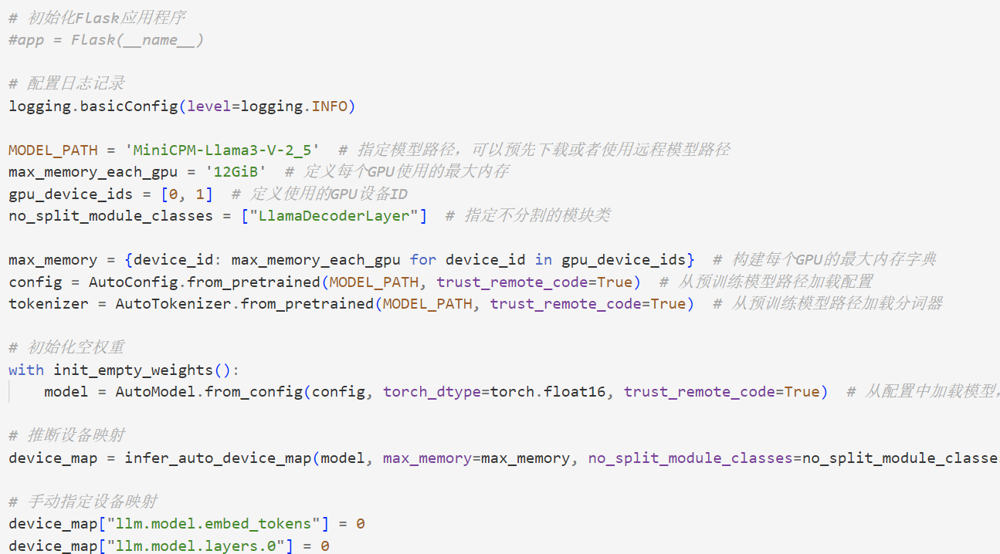 # 初始化Flask应用程序
#app = Flask(__name__)
# 配置日志记录
logging.basicConfig(level=logging.INFO)
MODEL_PATH = 'MiniCPM-Llama3-V-2_5'  # 指定模型路径，可以预先下载或者使用远程模型路径
max_memory_each_gpu = '12GiB'  # 定义每个GPU使用的最大内存
gpu_device_ids = [0, 1]  # 定义使用的GPU设备ID
no_split_module_classes = ["LlamaDecoderLayer"]  # 指定不分割的模块类
max_memory = {device_id: max_memory_each_gpu for device_id in gpu_device_ids}  # 构建每个GPU的最大内存字典
config = AutoConfig.from_pretrained(MODEL_PATH, trust_remote_code=True)  # 从预训练模型路径加载配置
tokenizer = AutoTokenizer.from_pretrained(MODEL_PATH, trust_remote_code=True)  # 从预训练模型路径加载分词器
# 初始化空权重
with init_empty_weights():
    model = AutoModel.from_config(config, torch_dtype=torch.float16, trust_remote_code=True)  # 从配置中加载模型，
# 推断设备映射
device_map = infer_auto_device_map(model, max_memory=max_memory, no_split_module_classes=no_split_module_classes
# 手动指定设备映射
device_map["llm.model.embed_tokens"] = 0
device_map["llm.model.layers.0"] = 0